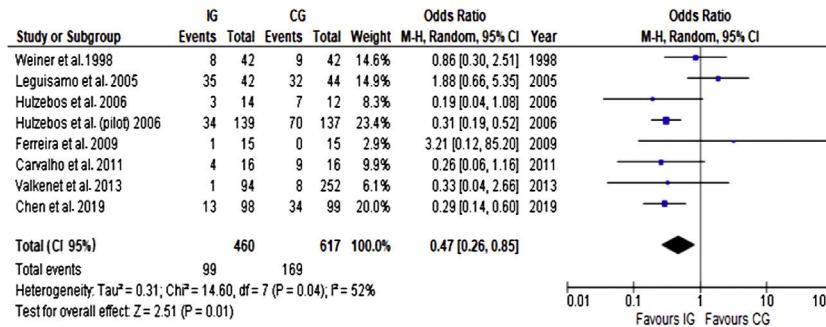 IG CG Odds Ratio Odds Ratio
Study or Subgroup Events Total Events Total Weight M-H, Random, 95% CI Year M-H, Random, 95% CI
Weiner et al.1998 8 42 9 42 14.6% 0.86 [0.30, 2.51] 1998
Leguisamo et al. 2005 35 42 32 44 15.4% 1.88 [0.66, 5.35] 2005
Hulzebos et al. 2006 3 14 7 12 8.3% 0.19 [0.04, 1.08] 2006
Hulzebos et al. (pilot) 2006 34 139 70 137 23.4% 0.31 [0.19, 0.52] 2006
Ferreira et al. 2009 1 15 0 15 2.9% 3.21 [0.12, 85.20] 2009
Carvalho et al. 2011 4 16 9 16 9.9% 0.26 [0.06, 1.16] 2011
Valkenet et al. 2013 1 94 8 252 6.1% 0.33 [0.04, 2.66] 2013
Chen et al. 2019 13 98 34 99 20.0% 0.29 [0.14, 0.60] 2019
Total (CI 95%) 460 617 100.0% 0.47 [0.26, 0.85]
Total events 99 169
Heterogeneity: Tau² = 0.31; Chi² = 14.60, df = 7 (P = 0.04); I² = 52%
Test for overall effect: Z = 2.51 (P = 0.01)
0.01 0.1 1 10 100
Favours IG Favours CG